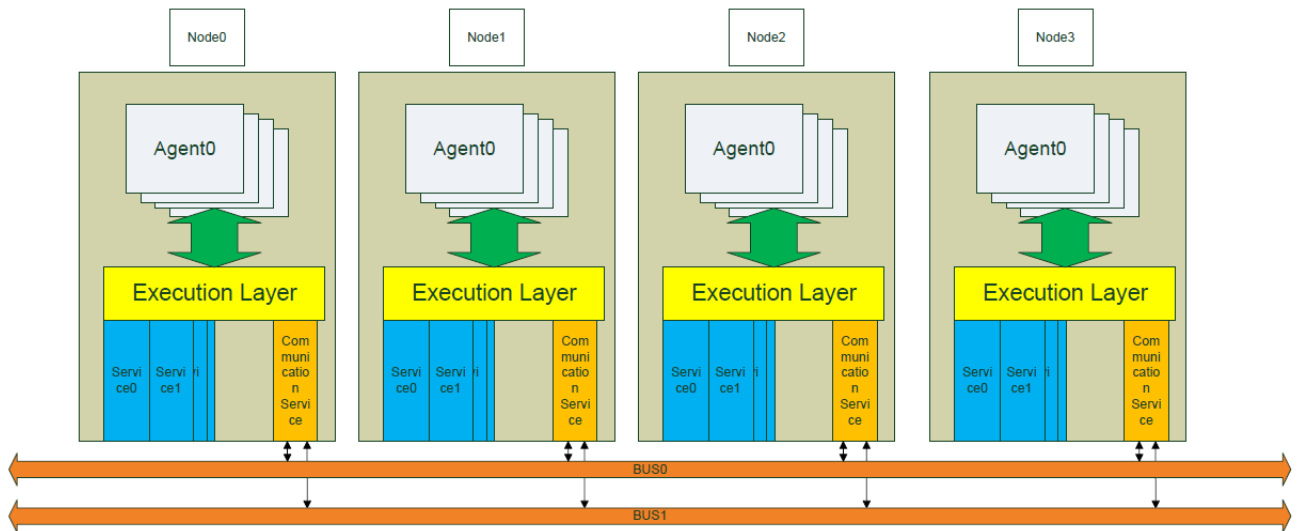 Node0
Node1
Node2
Node3
Agent0
Agent0
Agent0
Agent0
Execution Layer
Execution Layer
Execution Layer
Execution Layer
Servi
ce0
Servi
ce1
Com
muni
catio
n
Servi
ce
Servi
ce0
Servi
ce1
Com
muni
catio
n
Servi
ce
Servi
ce0
Servi
ce1
Com
muni
catio
n
Servi
ce
Servi
ce0
Servi
ce1
Com
muni
catio
n
Servi
ce
BUS0
BUS1